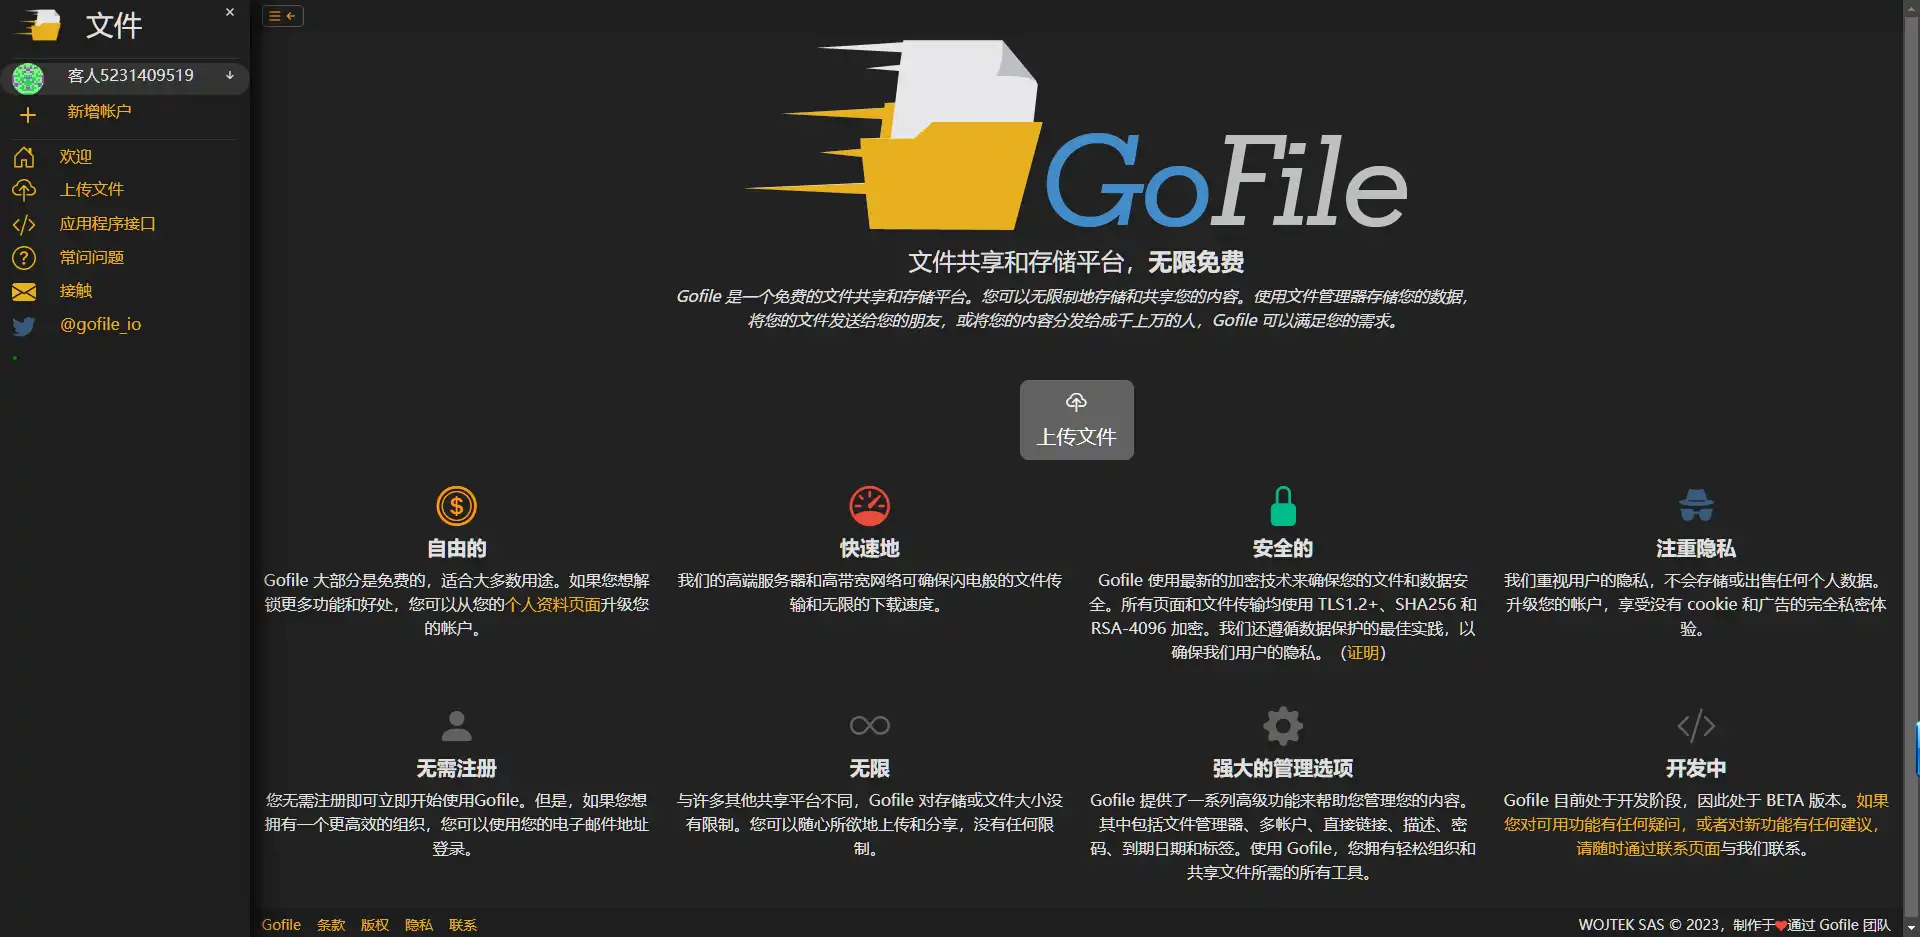 文件
×
客人5231409519
新增帐户
欢迎
上传文件
应用程序接口
常问问题
接触
@gofile_io
GoFile
文件共享和存储平台，无限免费
Gofile 是一个免费的文件共享和存储平台。您可以无限制地存储和共享您的内容。使用文件管理器存储您的数据，
将您的文件发送给您的朋友，或将您的内容分发给成千上万的人，Gofile 可以满足您的需求。
上传文件
自由的
Gofile 大部分是免费的，适合大多数用途。如果您想解
锁更多功能和好处，您可以从您的个人资料页面升级您
的帐户。
快速地
我们的高端服务器和高带宽网络可确保闪电般的文件传
输和无限的下载速度。
安全的
Gofile 使用最新的加密技术来确保您的文件和数据安
全。所有页面和文件传输均使用 TLS1.2+、SHA256 和
RSA-4096 加密。我们还遵循数据保护的最佳实践，以
确保我们用户的隐私。（证明）
注重隐私
我们重视用户的隐私，不会存储或出售任何个人数据。
升级您的帐户，享受没有 cookie 和广告的完全私密体
验。
无需注册
您无需注册即可立即开始使用Gofile。但是，如果您想
拥有一个更高效的组织，您可以使用您的电子邮件地址
登录。
无限
与许多其他共享平台不同，Gofile 对存储或文件大小没
有限制。您可以随心所欲地上传和分享，没有任何限
制。
强大的管理选项
Gofile 提供了一系列高级功能来帮助您管理您的内容。
其中包括文件管理器、多帐户、直接链接、描述、密
码、到期日期和标签。使用 Gofile，您拥有轻松组织和
共享文件所需的所有工具。
开发中
Gofile 目前处于开发阶段，因此处于 BETA 版本。如果
您对可用功能有任何疑问，或者对新功能有任何建议，
请随时通过联系页面与我们联系。
Gofile 条款 版权 隐私 联系
WOJTEK SAS © 2023，制作于❤通过 Gofile 团队